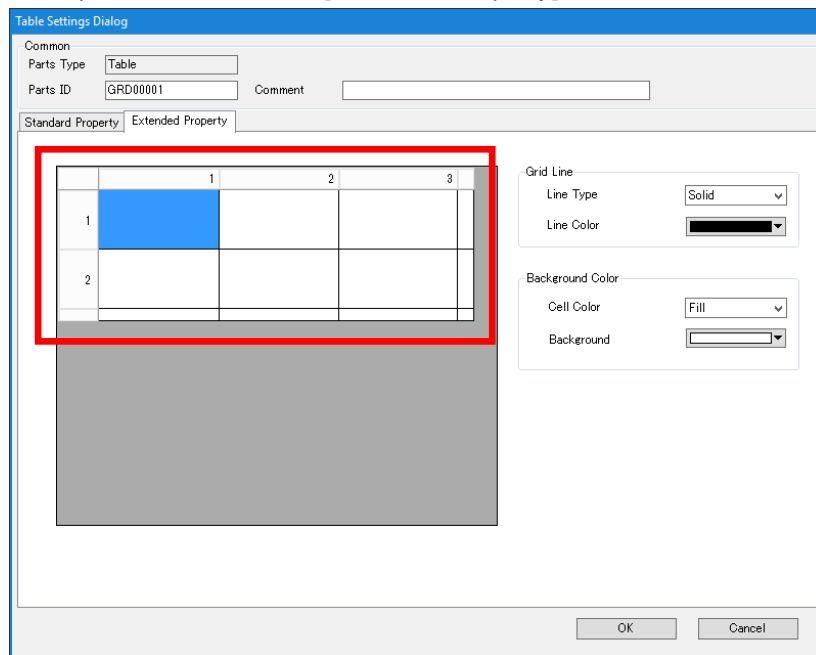 Table Settings Dialog
Common
Parts Type Table
Parts ID GRD00001 Comment
Standard Property Extended Property
1 2 3
1
2
Grid Line
Line Type Solid
Line Color
Background Color
Cell Color Fill
Background
OK Cancel